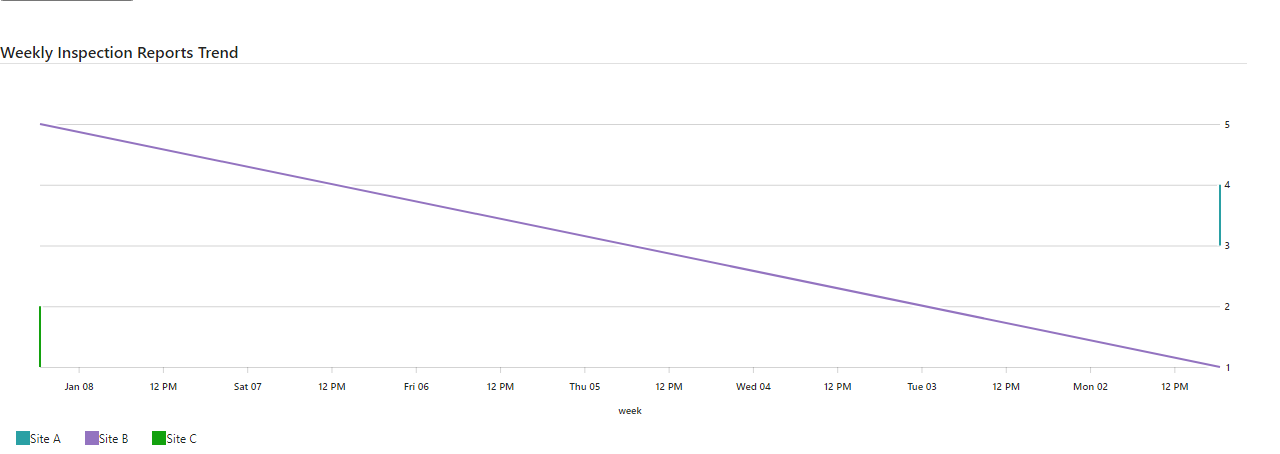 Weekly Inspection Reports Trend
5
4
3
2
1
Jan 08 12 PM Sat 07 12 PM Fri 06 12 PM Thu 05 12 PM Wed 04 12 PM Tue 03 12 PM Mon 02 12 PM
week
Site A Site B Site C